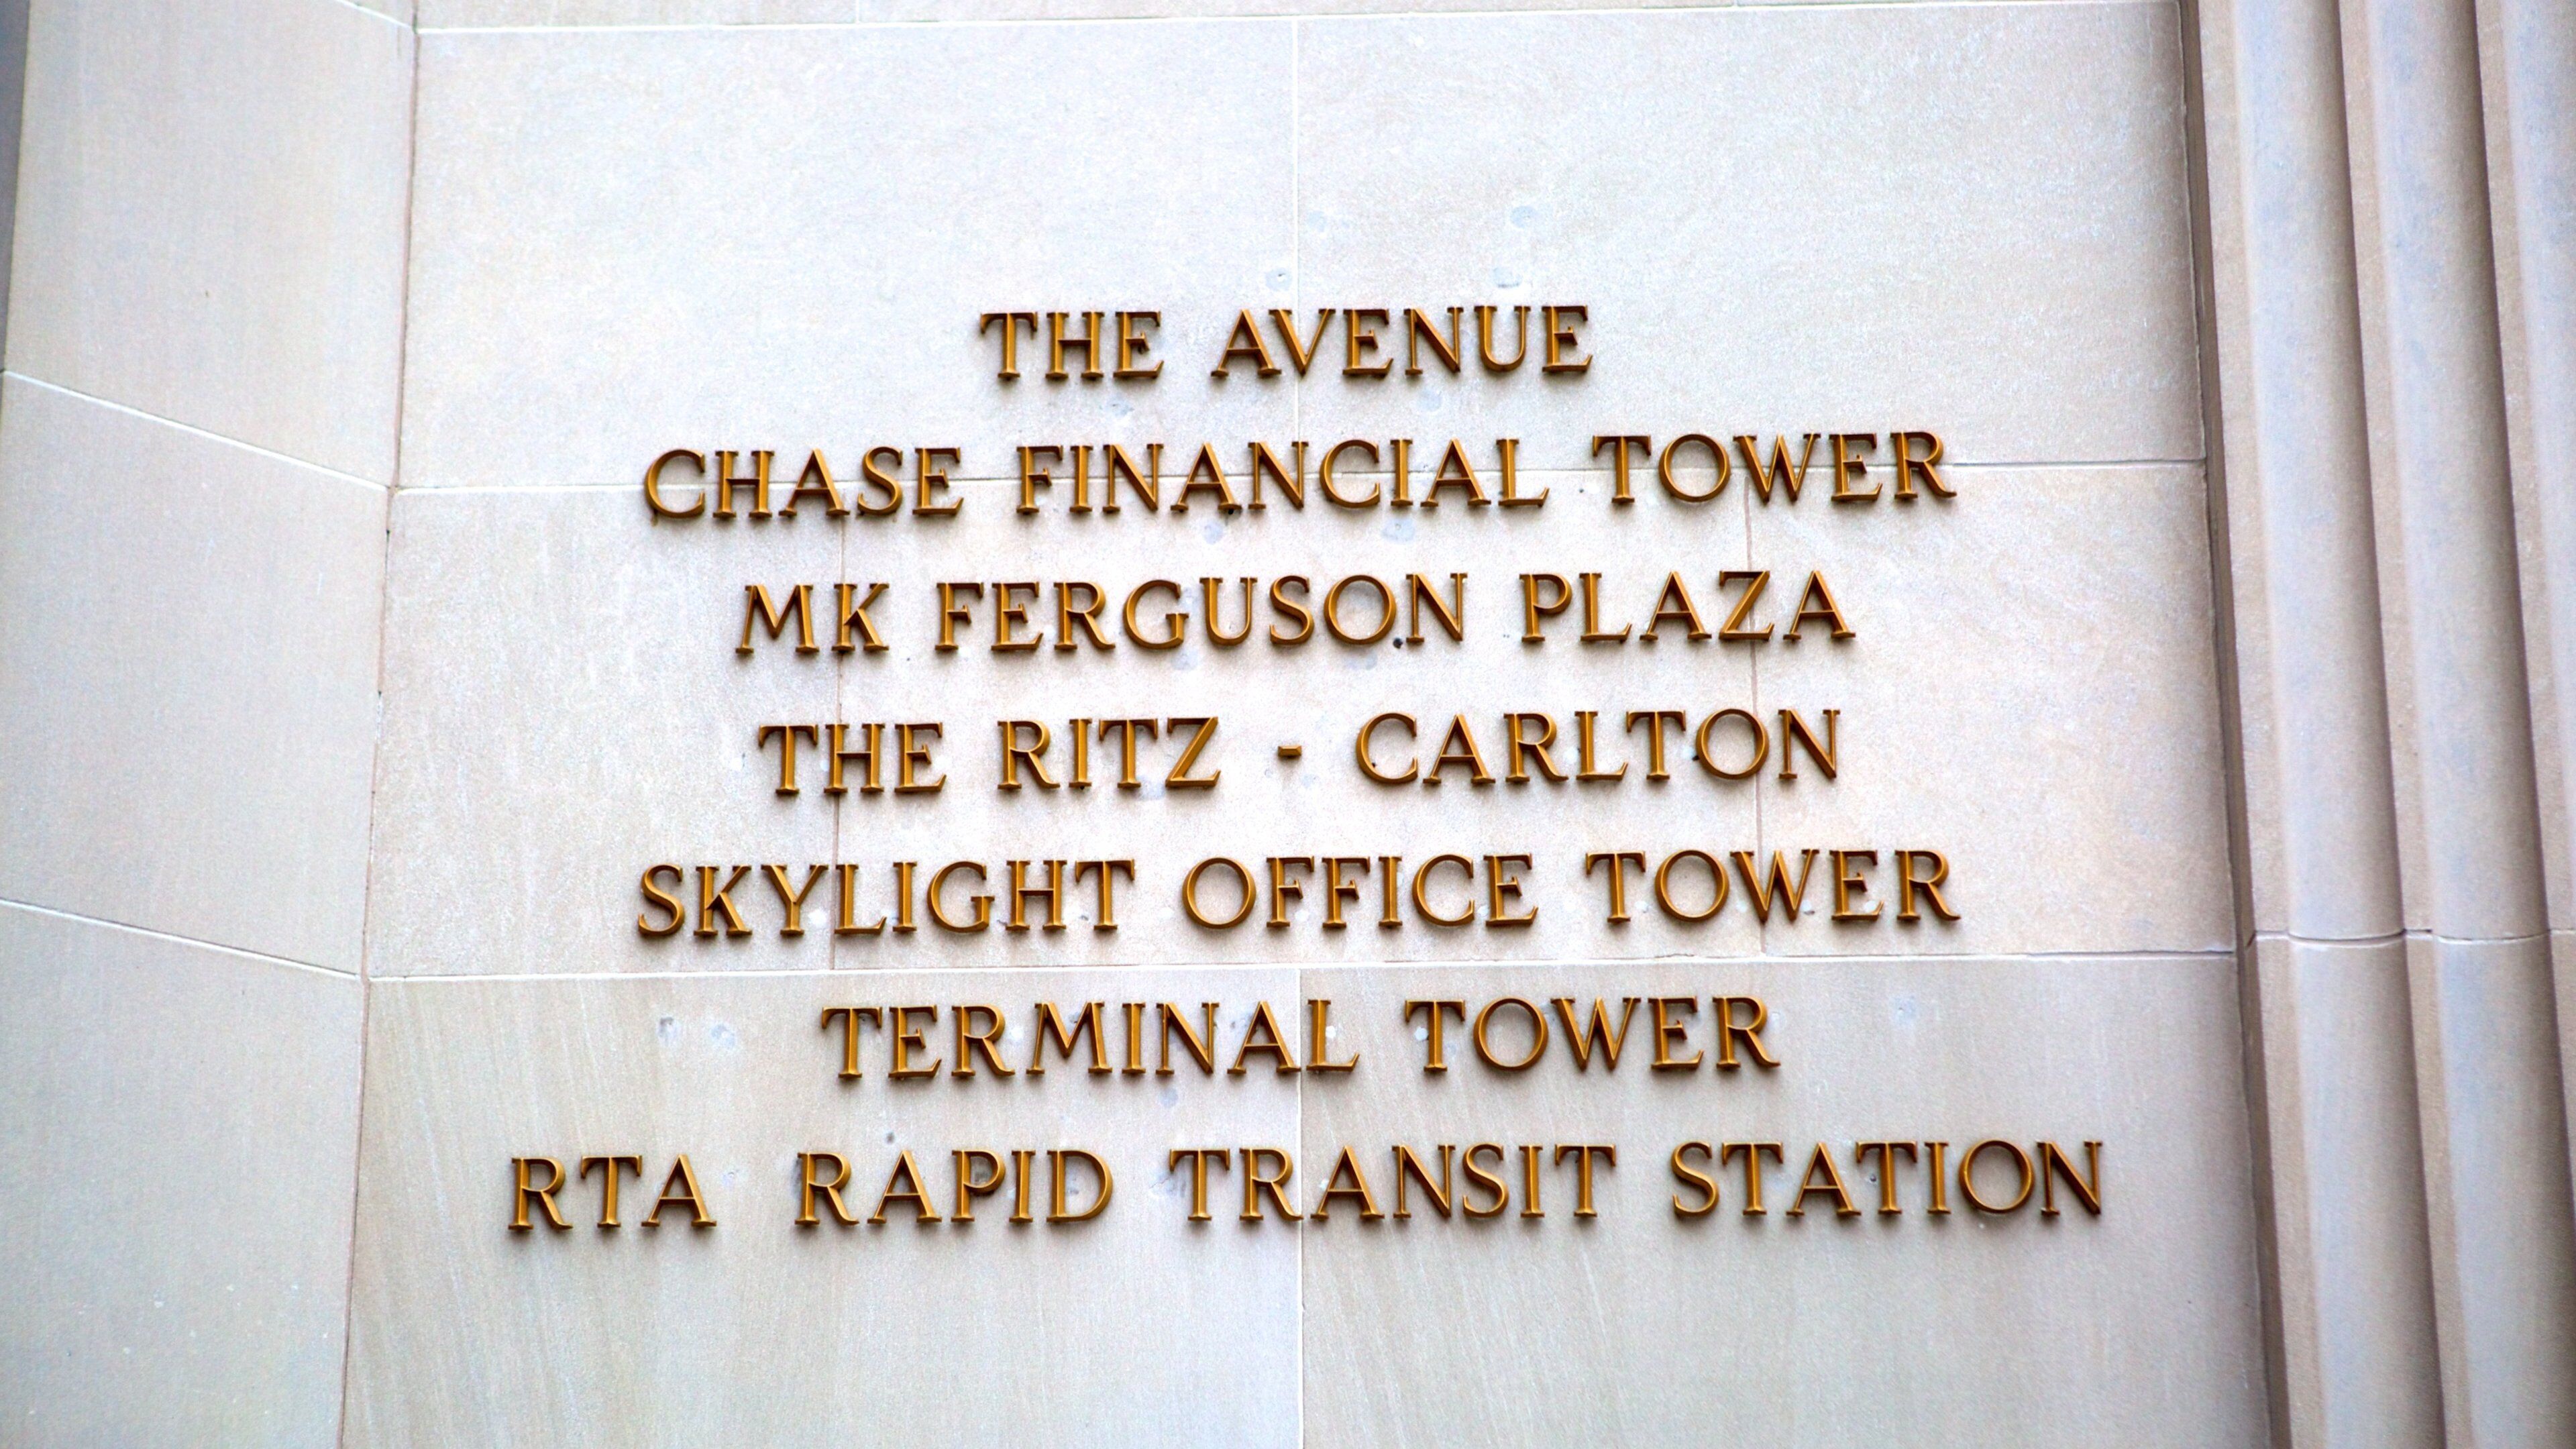 THE AVENUE
CHASE FINANCIAL TOWER
MK FERGUSON PLAZA
THE RITZ - CARLTON
SKYLIGHT OFFICE TOWER
TERMINAL TOWER
RTA RAPID TRANSIT STATION